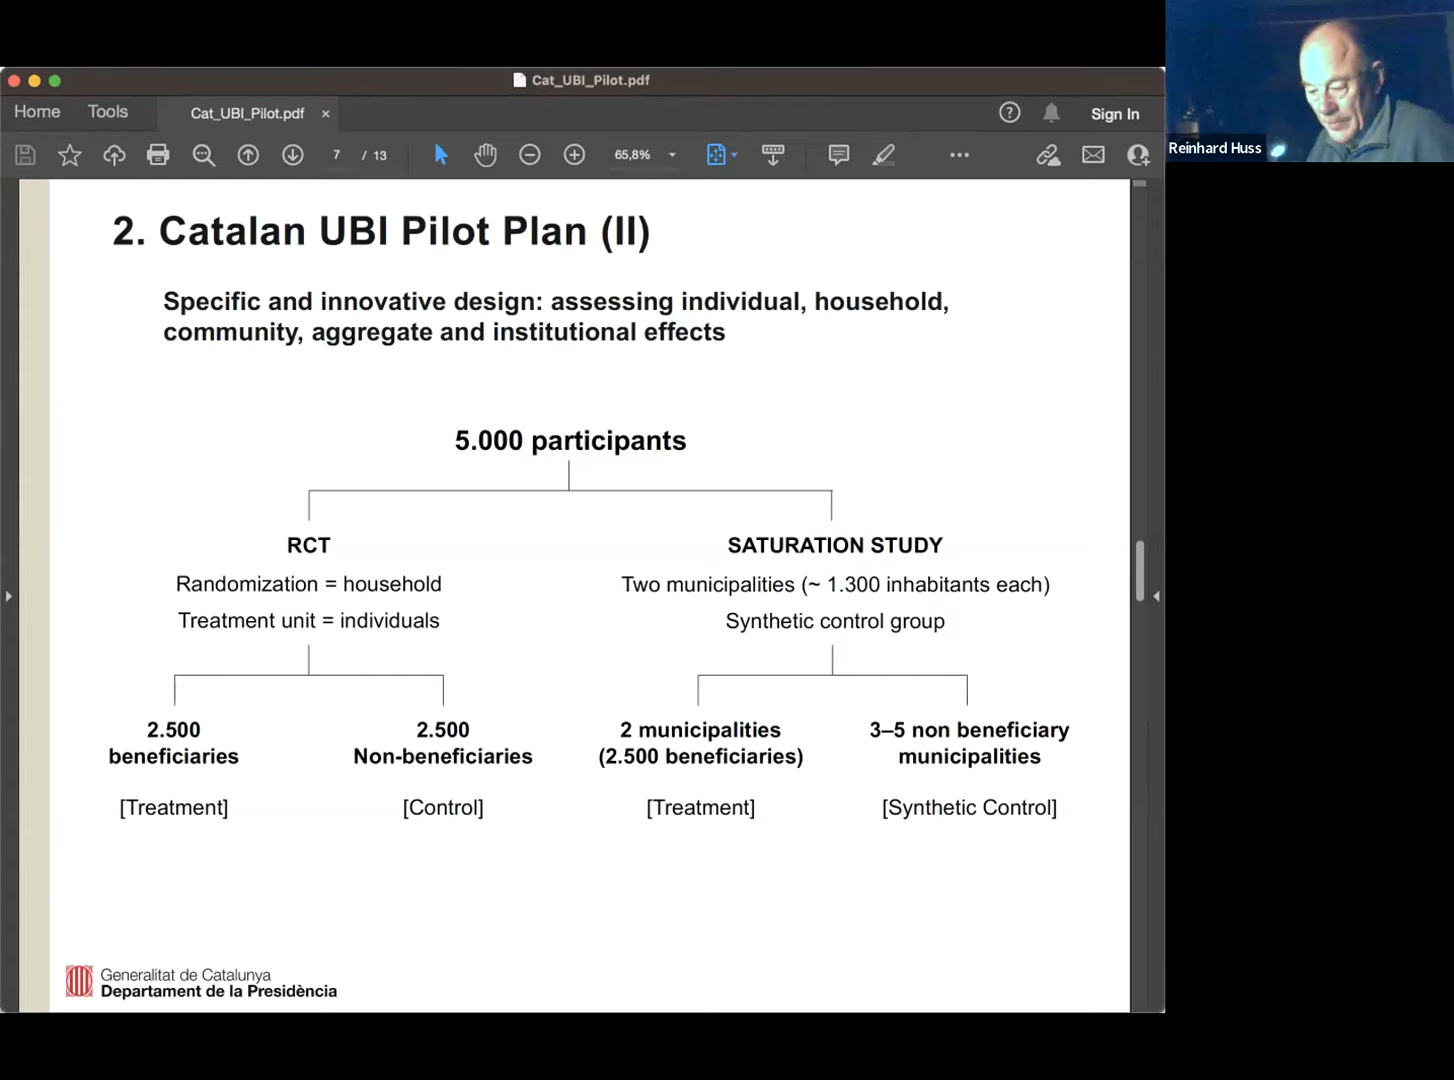 Cat_UBI_Pilot.pdf
Home
Tools
Cat_UBI_Pilot.pdf
Sign In
7 / 13
65,8%
Reinhard Huss
2. Catalan UBI Pilot Plan (II)
Specific and innovative design: assessing individual, household,
community, aggregate and institutional effects
5.000 participants
RCT
Randomization = household
Treatment unit = individuals
SATURATION STUDY
Two municipalities (~ 1.300 inhabitants each)
Synthetic control group
2.500
beneficiaries
[Treatment]
2.500
Non-beneficiaries
[Control]
2 municipalities
(2.500 beneficiaries)
[Treatment]
3–5 non beneficiary
municipalities
[Synthetic Control]
Generalitat de Catalunya
Departament de la Presidència